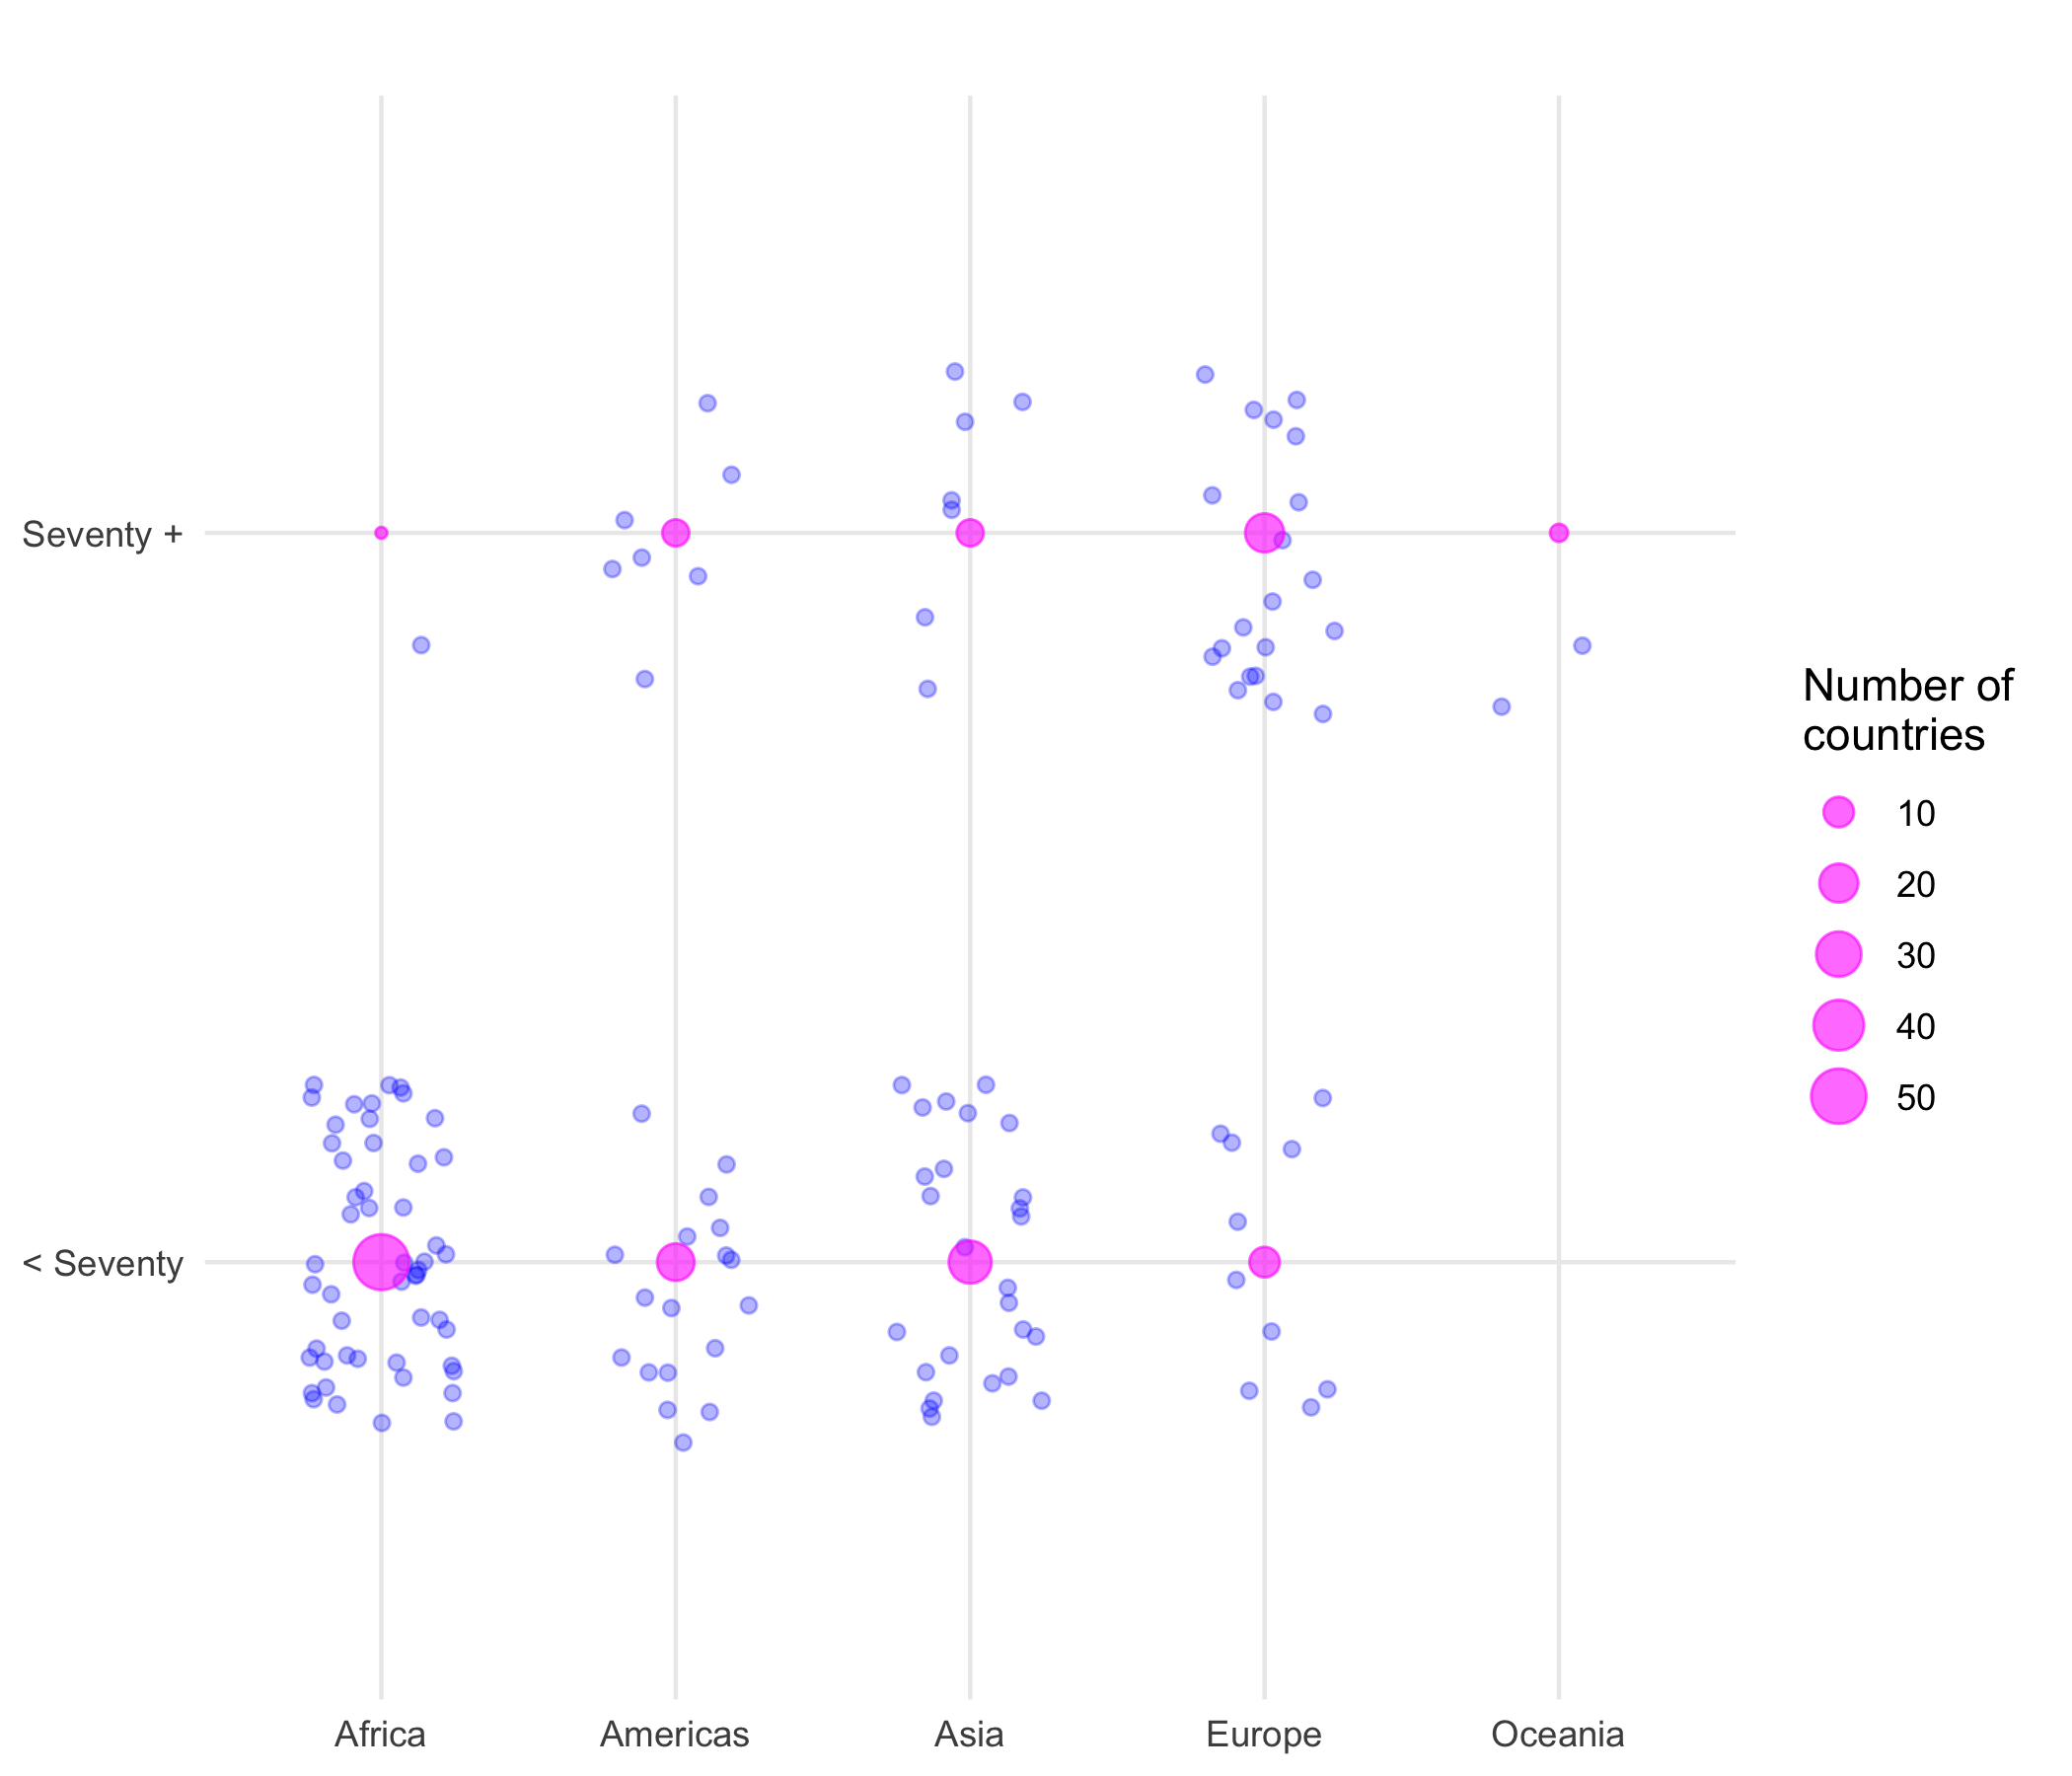 Seventy +
< Seventy
Africa
Americas
Asia
Europe
Oceania
Number of
countries
10
20
30
40
50